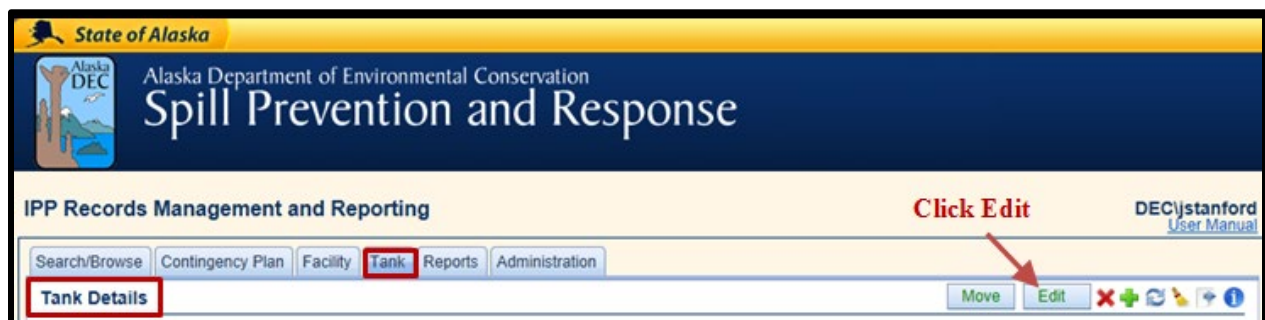 State of Alaska
Alaska
DEC
Alaska Department of Environmental Conservation
Spill Prevention and Response
IPP Records Management and Reporting
Click Edit
DEC\jstanford
User Manual
Search/Browse Contingency Plan Facility Tank Reports Administration
Tank Details
Move Edit